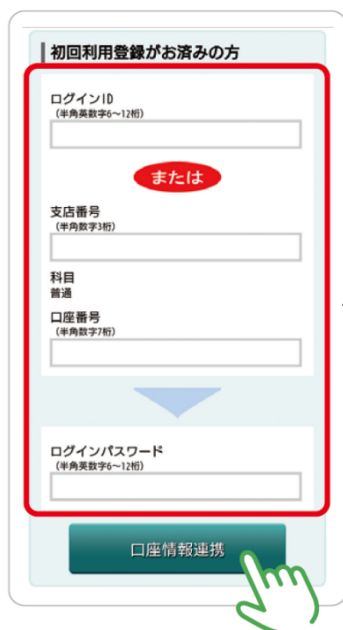 初回利用登録がお済みの方
ログインID
(半角英数字6~12桁)
または
支店番号
(半角数字3桁)
科目
普通
口座番号
(半角数字7桁)
ログインパスワード
(半角英数字6~12桁)
口座情報連携